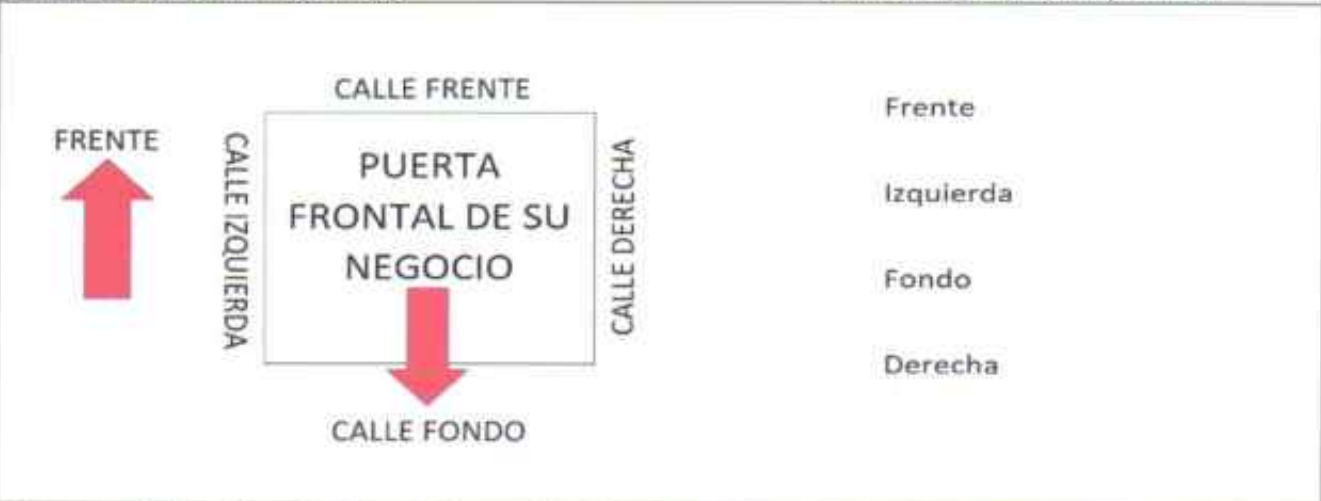 CALLE FRENTE
FRENTE
CALLE IZQUIERDA
PUERTA
FRONTAL DE SU
NEGOCIO
CALLE DERECHA
CALLE FONDO
Frente
Izquierda
Fondo
Derecha